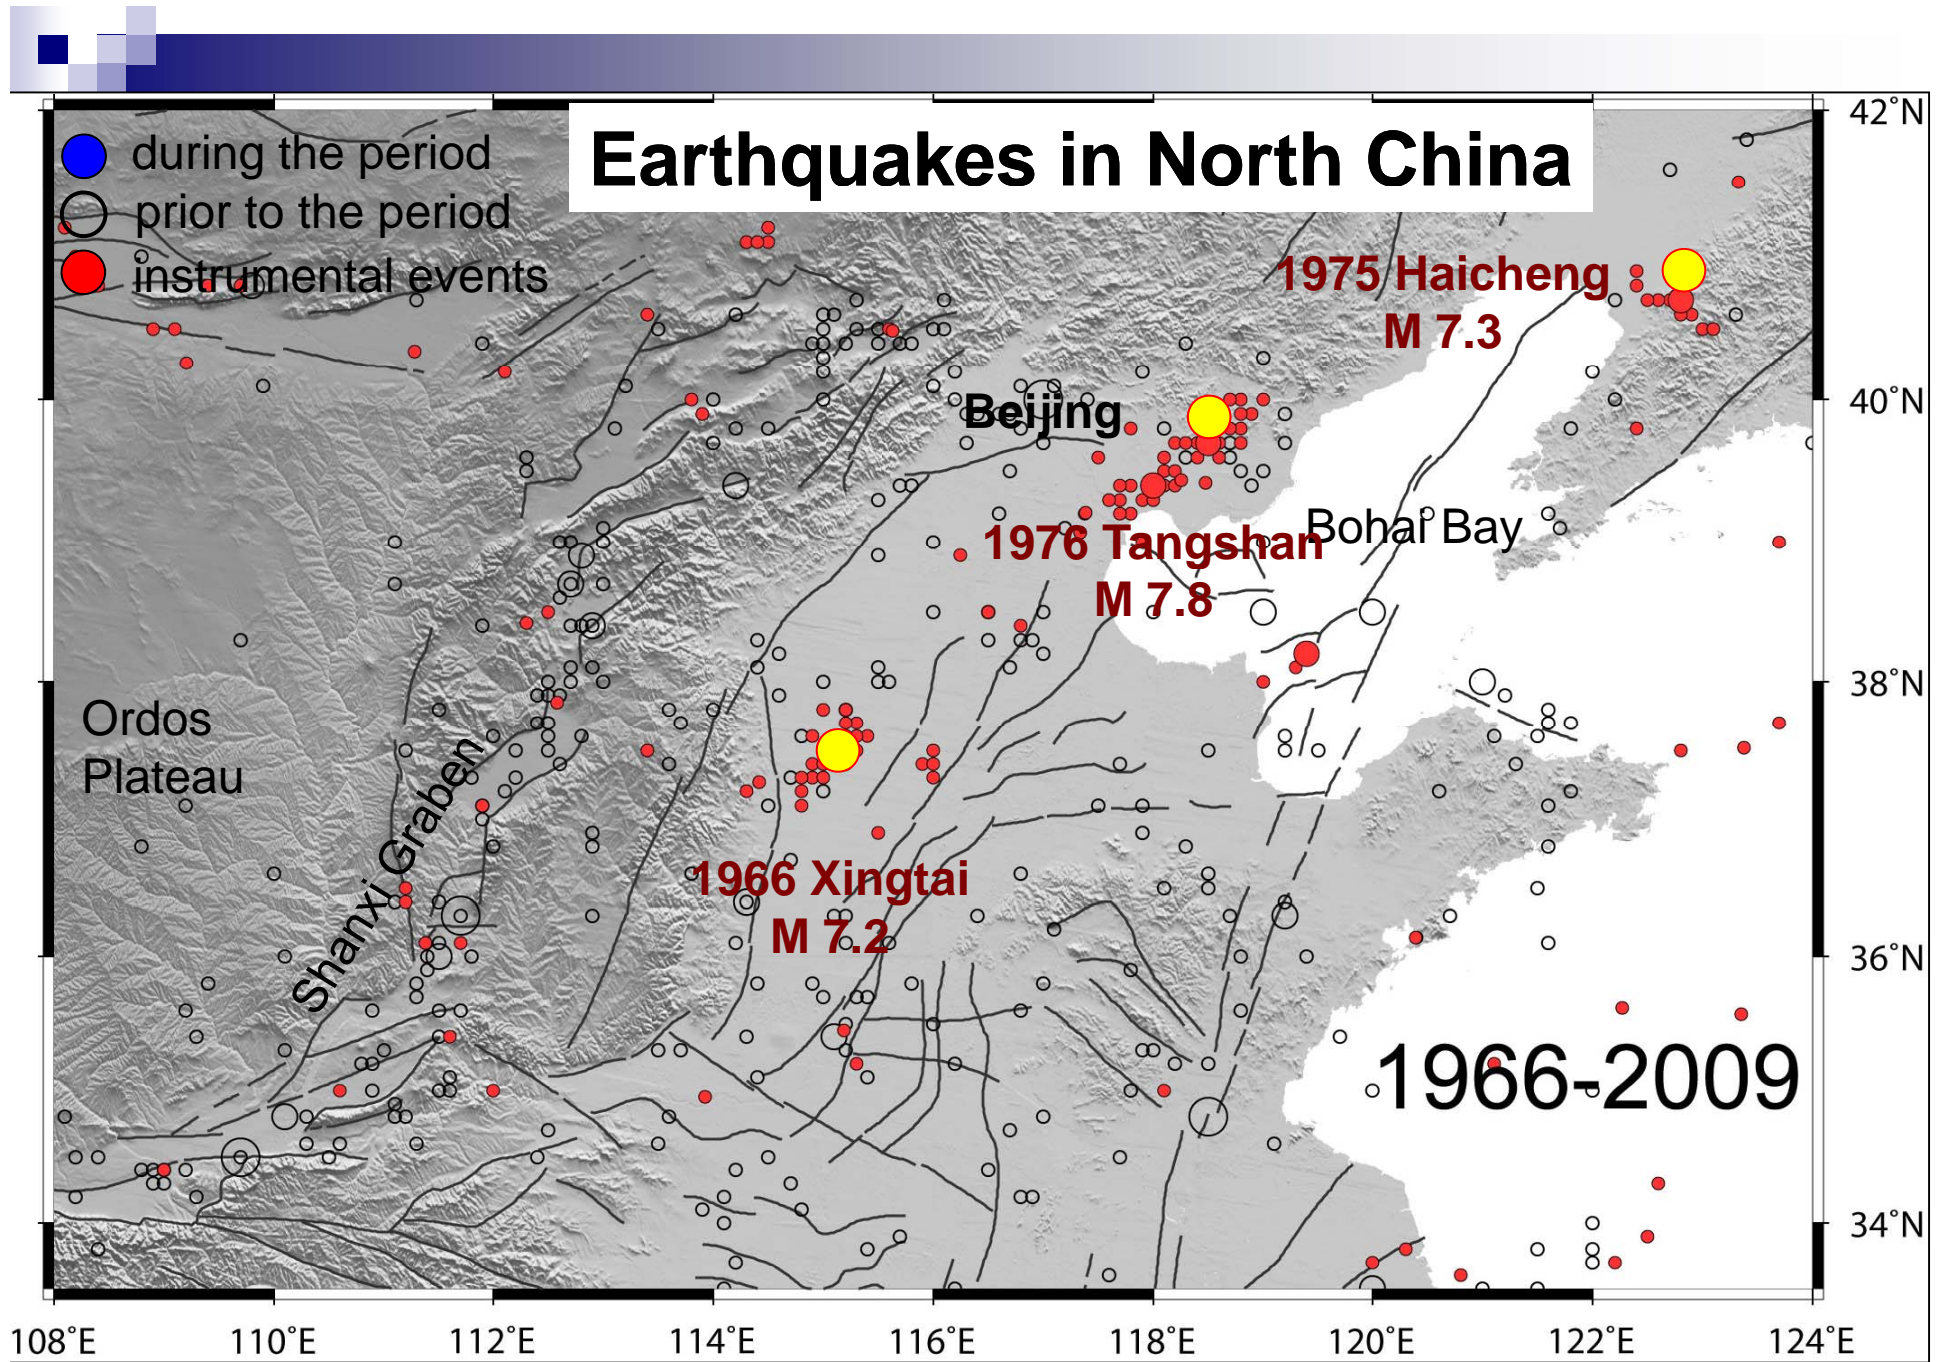 Earthquakes in North China
during the period
prior to the period
instrumental events
1975 Haicheng
M 7.3
Beijing
1976 Tangshan
M 7.8
Bohai Bay
Ordos
Plateau
Shanxi Graben
1966 Xingtai
M 7.2
1966-2009
42°N
40°N
38°N
36°N
34°N
108°E
110°E
112°E
114°E
116°E
118°E
120°E
122°E
124°E